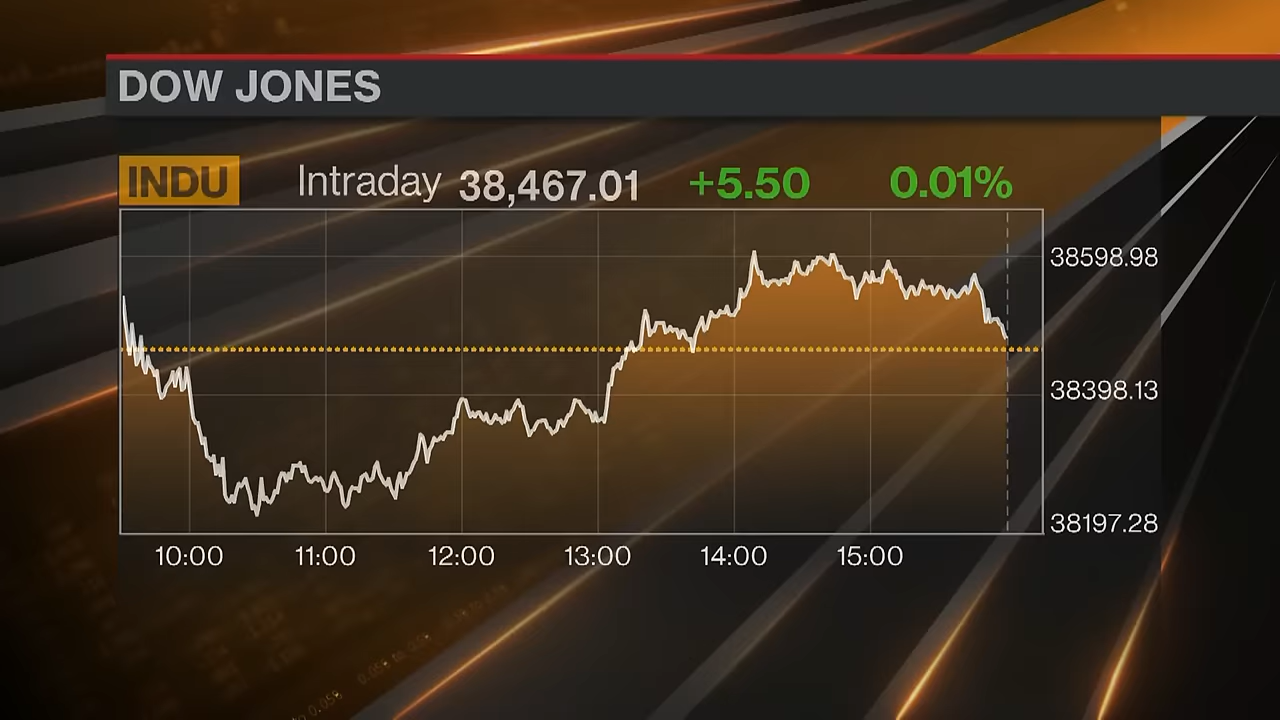 DOW JONES
INDU Intraday 38,467.01 +5.50 0.01%
38598.98
38398.13
38197.28
10:00 11:00 12:00 13:00 14:00 15:00